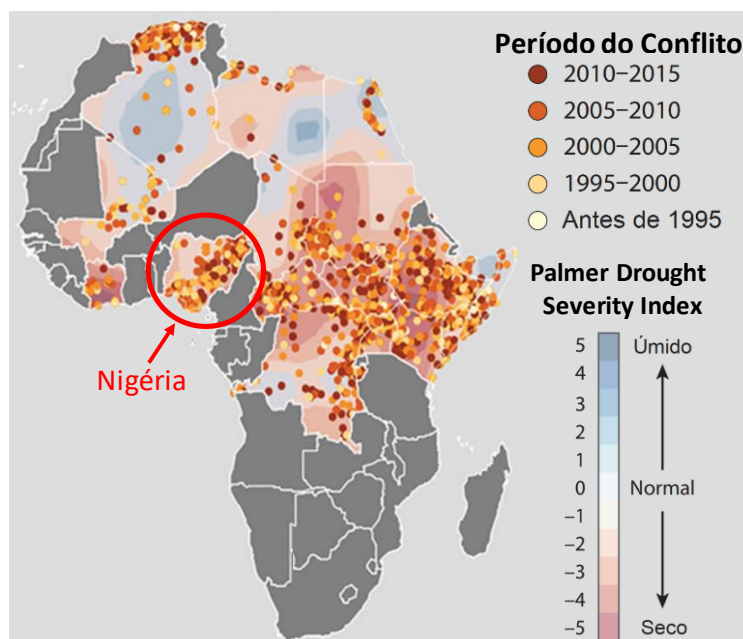 Período do Conflito
2010–2015
2005–2010
2000–2005
1995–2000
Antes de 1995
Palmer Drought
Severity Index
5 Úmido
4
3
2
1
0 Normal
–1
–2
–3
–4
–5 Seco
Nigéria